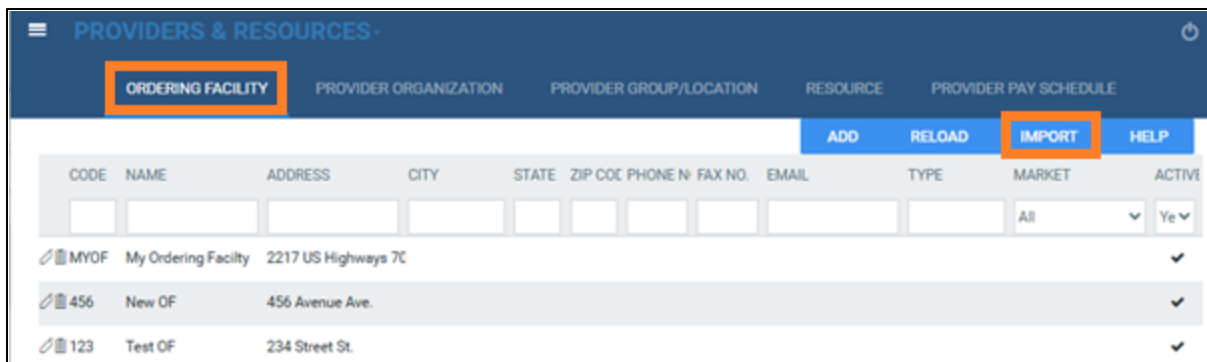 PROVIDERS & RESOURCES-
ORDERING FACILITY PROVIDER ORGANIZATION PROVIDER GROUP/LOCATION RESOURCE PROVIDER PAY SCHEDULE
ADD RELOAD IMPORT HELP
CODE NAME ADDRESS CITY STATE ZIP COD PHONE N FAX NO. EMAIL TYPE MARKET ACTIVE
All Ye
MYOF My Ordering Facilty 2217 US Highways 70
456 New OF 456 Avenue Ave.
123 Test OF 234 Street St.